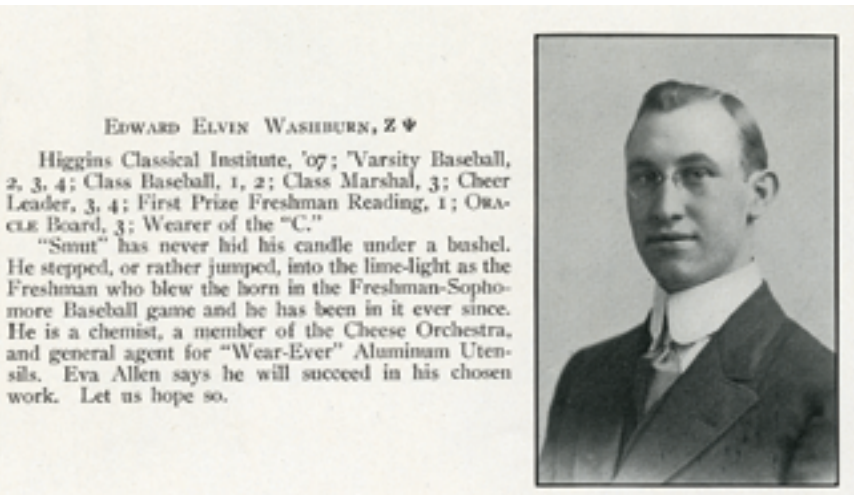 EDWARD ELVIN WASHBURN, Ζ Ψ
Higgins Classical Institute, '07; 'Varsity Baseball,
2, 3, 4; Class Baseball, 1, 2; Class Marshal, 3; Cheer
Leader, 3, 4; First Prize Freshman Reading, 1; ORA-
CLE Board, 3; Wearer of the "C."
"Smut" has never hid his candle under a bushel.
He stepped, or rather jumped, into the lime-light as the
Freshman who blew the horn in the Freshman-Sopho-
more Baseball game and he has been in it ever since.
He is a chemist, a member of the Cheese Orchestra,
and general agent for "Wear-Ever" Aluminum Uten-
sils. Eva Allen says he will succeed in his chosen
work. Let us hope so.